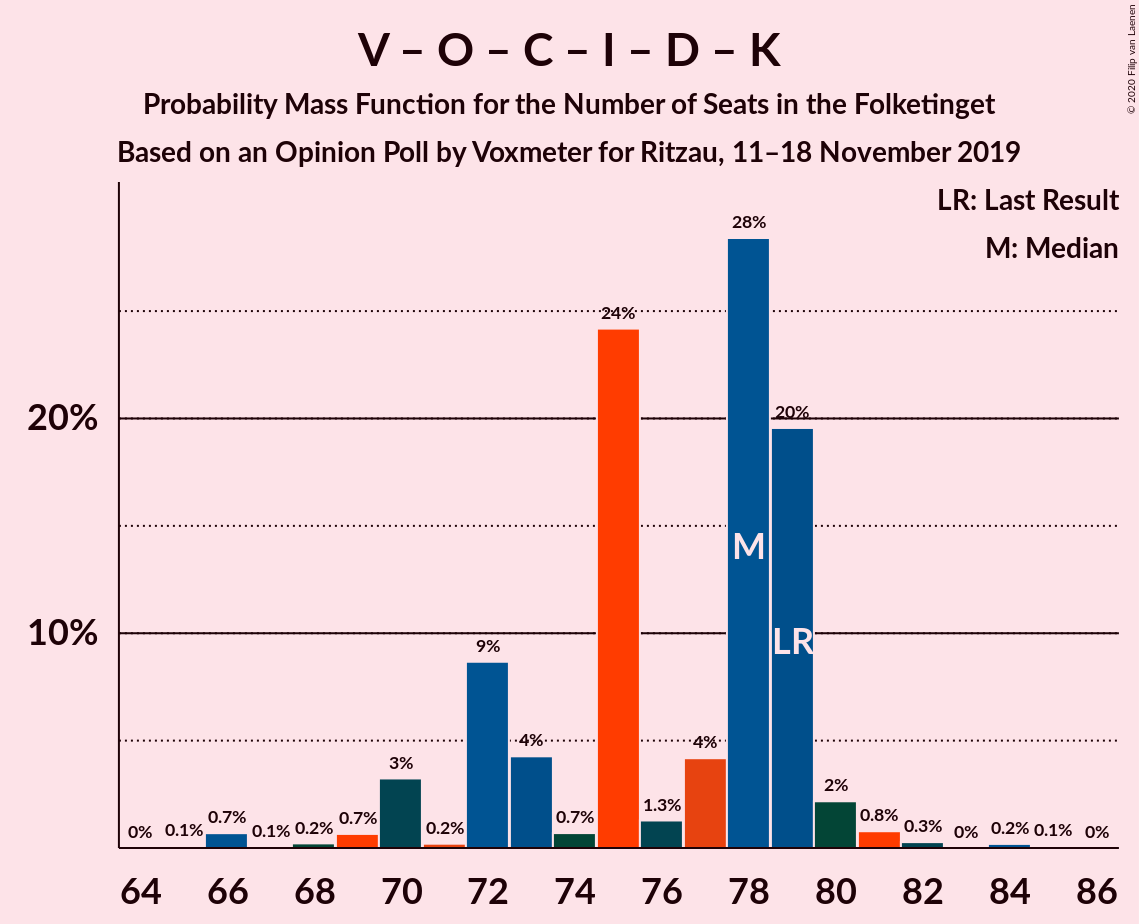 V – O – C – I – D – K
Probability Mass Function for the Number of Seats in the Folketinget
Based on an Opinion Poll by Voxmeter for Ritzau, 11–18 November 2019
© 2020 Filip van Laenen
LR: Last Result
M: Median
28%
24%
20%
20%
M
LR
10%
9%
4%
4%
3%
2%
1.3%
0%
0.1%
0.7%
0.1%
0.2%
0.7%
0.2%
0.7%
0.8%
0.3%
0%
0.2%
0.1%
0%
64 66 68 70 72 74 76 78 80 82 84 86